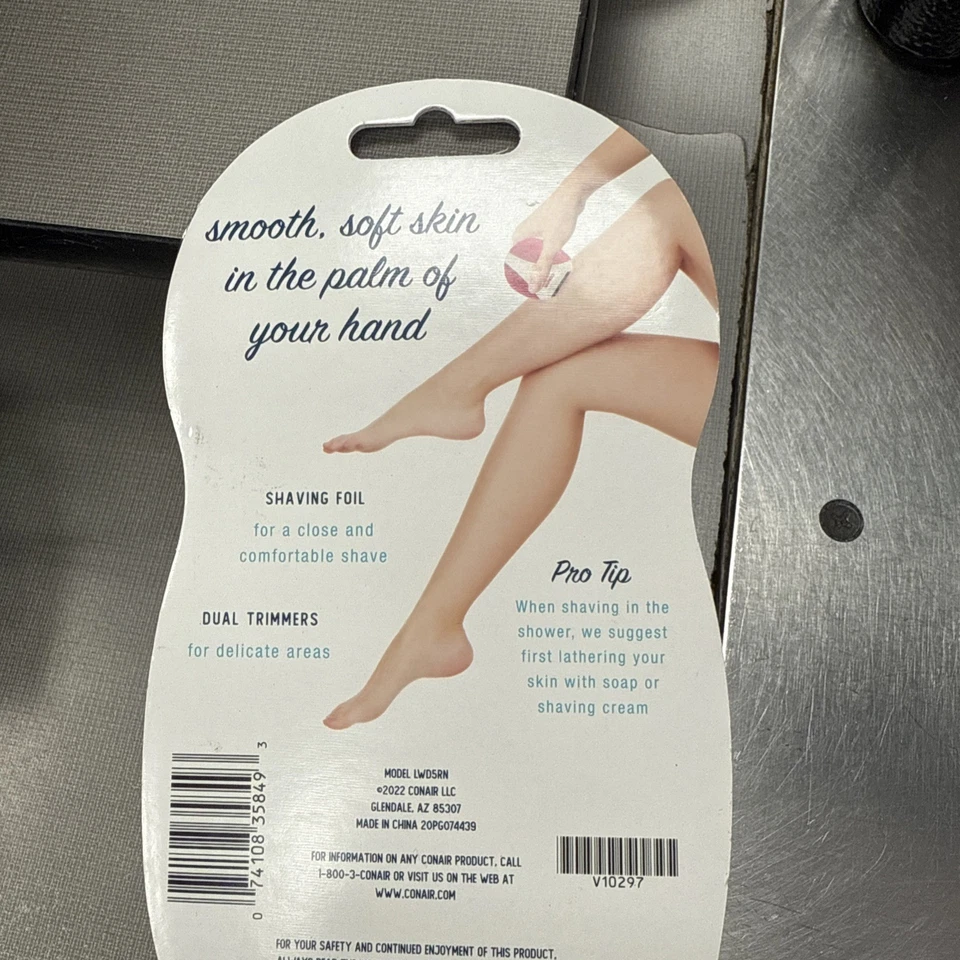 smooth, soft skin
in the palm of
your hand
SHAVING FOIL
for a close and
comfortable shave
DUAL TRIMMERS
for delicate areas
Pro Tip
When shaving in the
shower, we suggest
first lathering your
skin with soap or
shaving cream
0 74108 35849 3
MODEL LWD5RN
©2022 CONAIR LLC
GLENDALE, AZ 85307
MADE IN CHINA 20PG074439
FOR INFORMATION ON ANY CONAIR PRODUCT, CALL
1-800-3-CONAIR OR VISIT US ON THE WEB AT
WWW.CONAIR.COM
V10297
FOR YOUR SAFETY AND CONTINUED ENJOYMENT OF THIS PRODUCT,